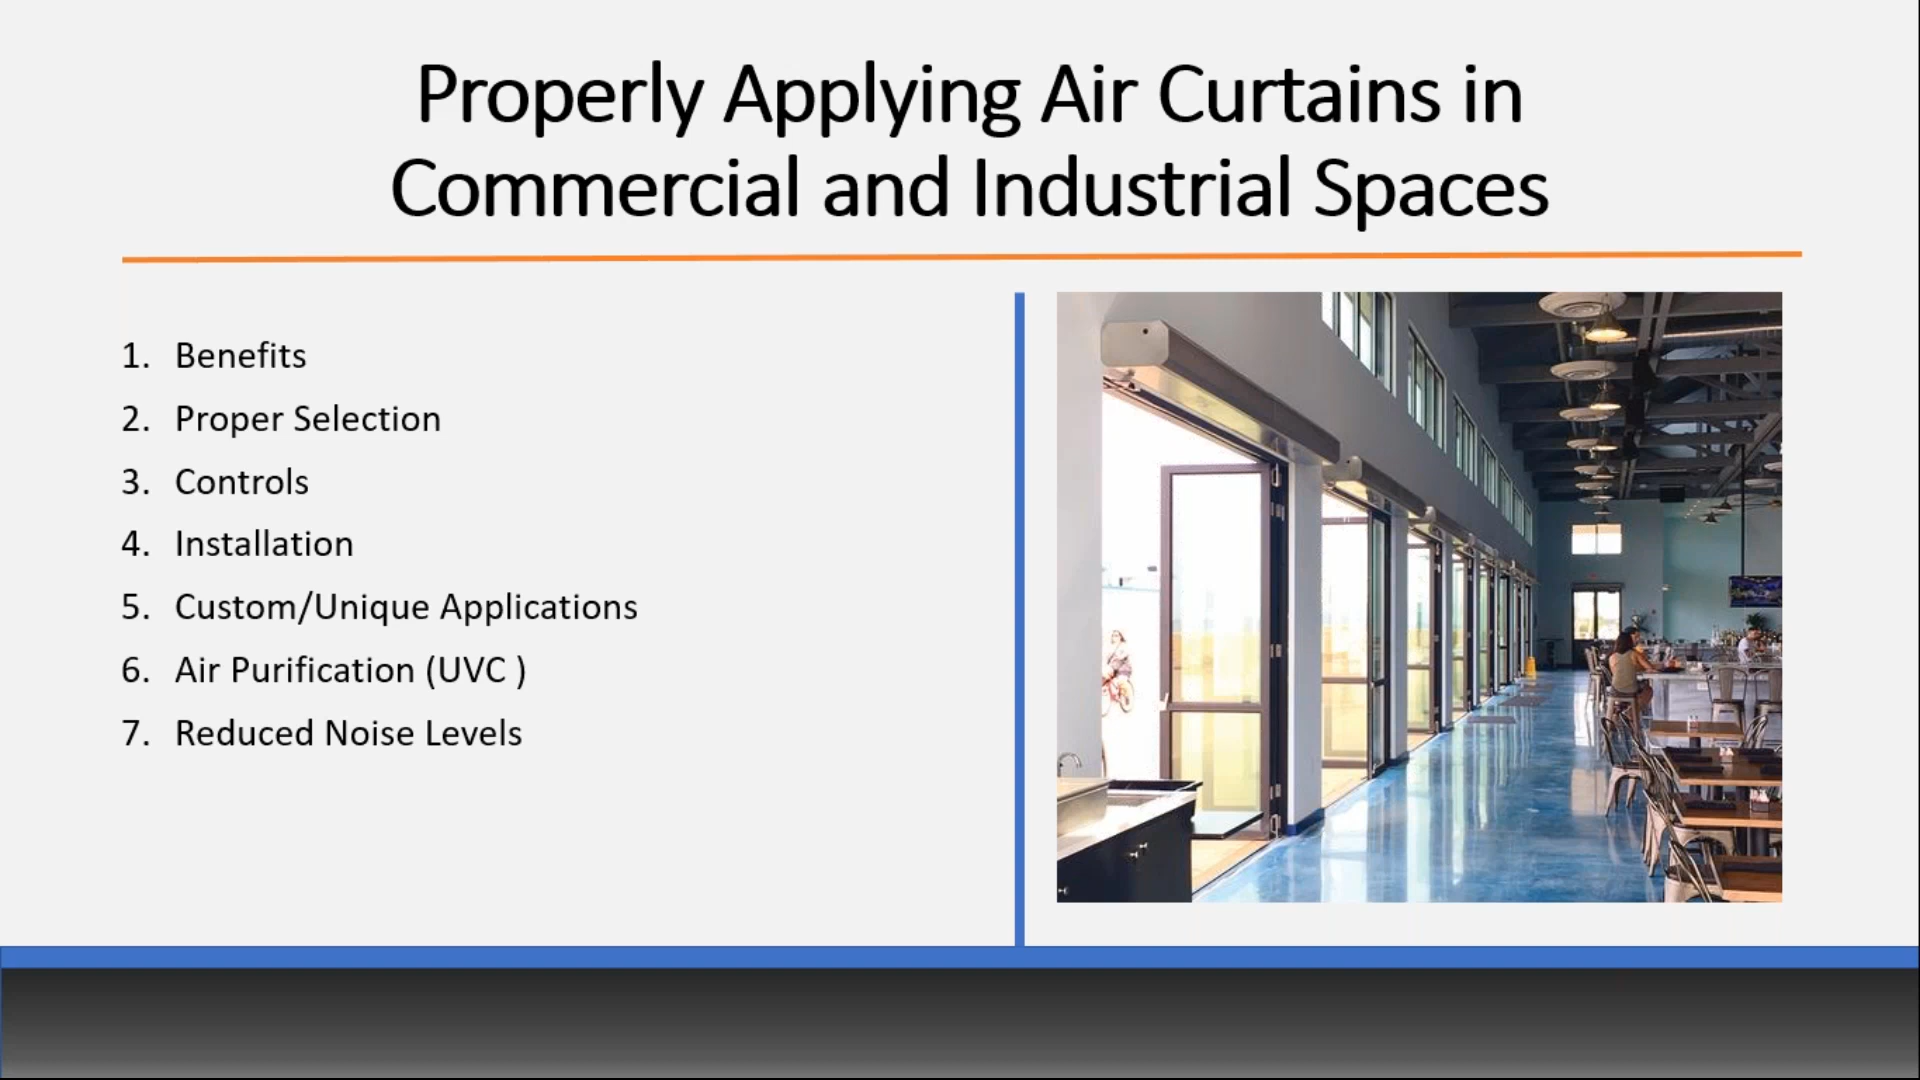 Properly Applying Air Curtains in
Commercial and Industrial Spaces
1. Benefits
2. Proper Selection
3. Controls
4. Installation
5. Custom/Unique Applications
6. Air Purification (UVC )
7. Reduced Noise Levels